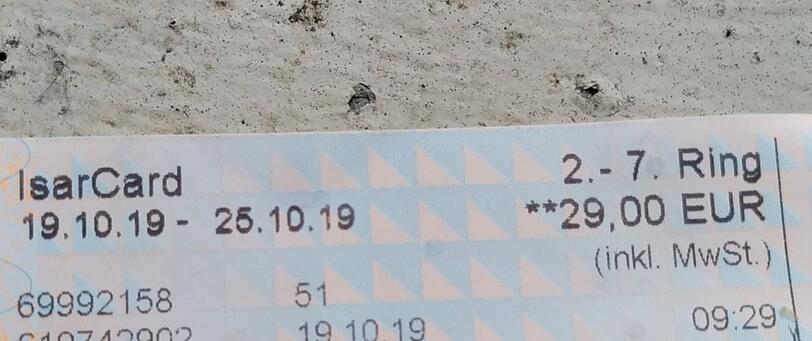 IsarCard 2.- 7. Ring
19.10.19 - 25.10.19 **29,00 EUR
(inkl. MwSt.)
69992158 51
619742902 19.10.19 09:29